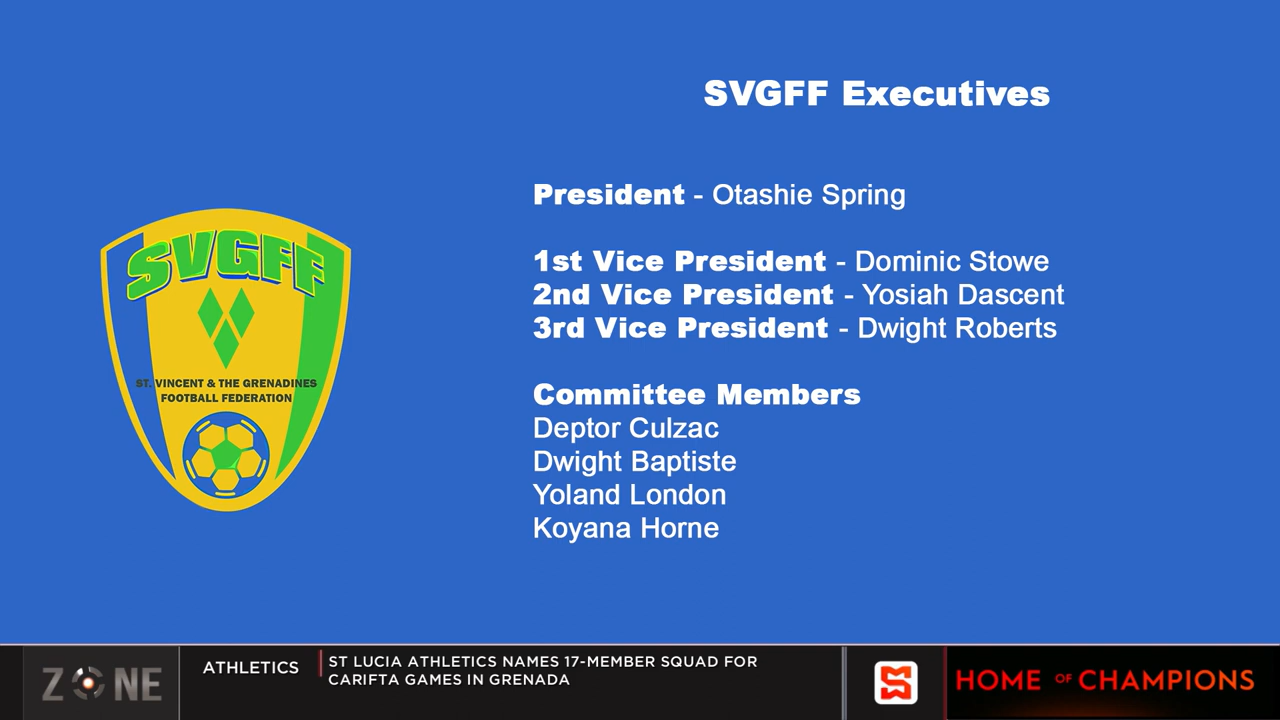 SVGFF Executives
President - Otashie Spring
1st Vice President - Dominic Stowe
2nd Vice President - Yosiah Dascent
3rd Vice President - Dwight Roberts
Committee Members
Deptor Culzac
Dwight Baptiste
Yoland London
Koyana Horne
SVGFF
ST. VINCENT & THE GRENADINES
FOOTBALL FEDERATION
ZONE
ATHLETICS
ST LUCIA ATHLETICS NAMES 17-MEMBER SQUAD FOR
CARIFTA GAMES IN GRENADA
HOME OF CHAMPIONS